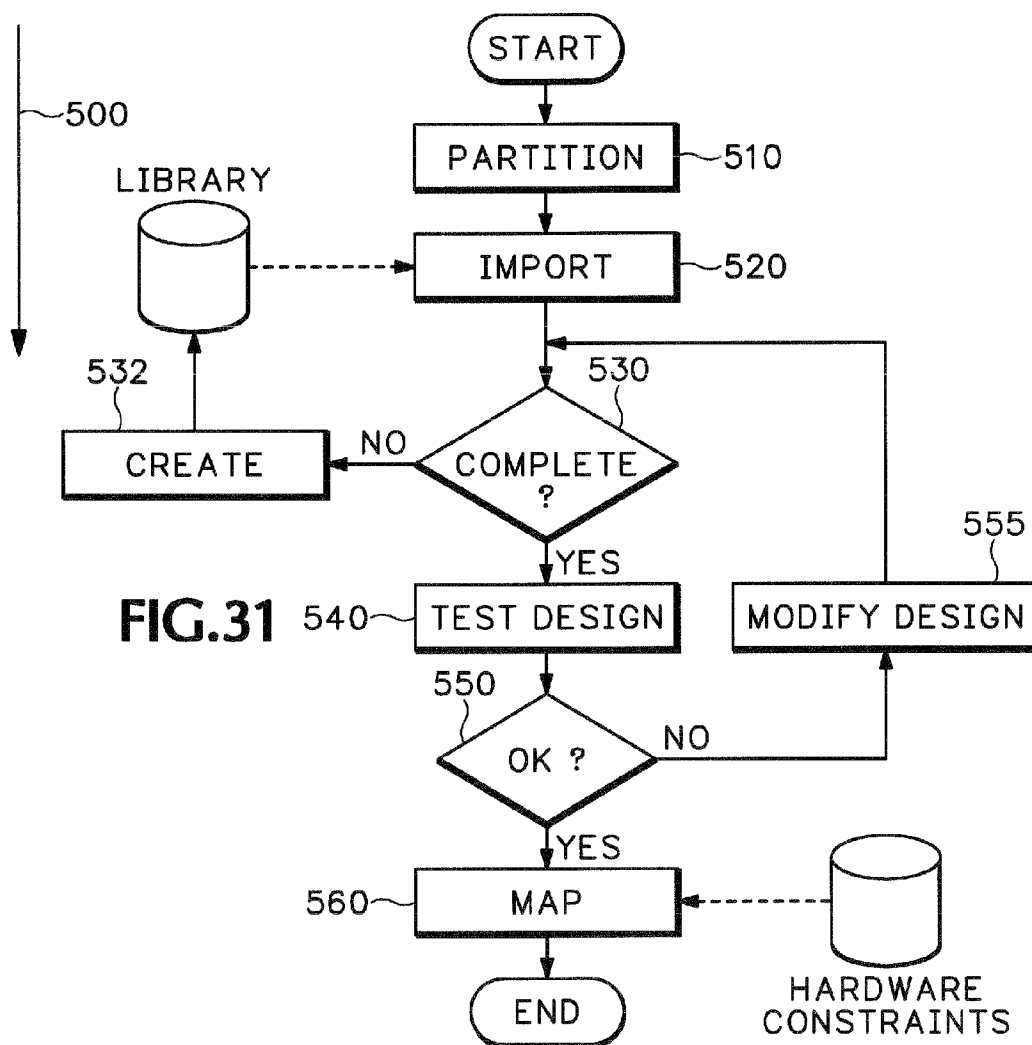 START
500
PARTITION
510
LIBRARY
IMPORT
520
532
530
CREATE
NO
COMPLETE
?
YES
555
FIG.31
540
TEST DESIGN
MODIFY DESIGN
550
OK ?
NO
YES
560
MAP
END
HARDWARE
CONSTRAINTS